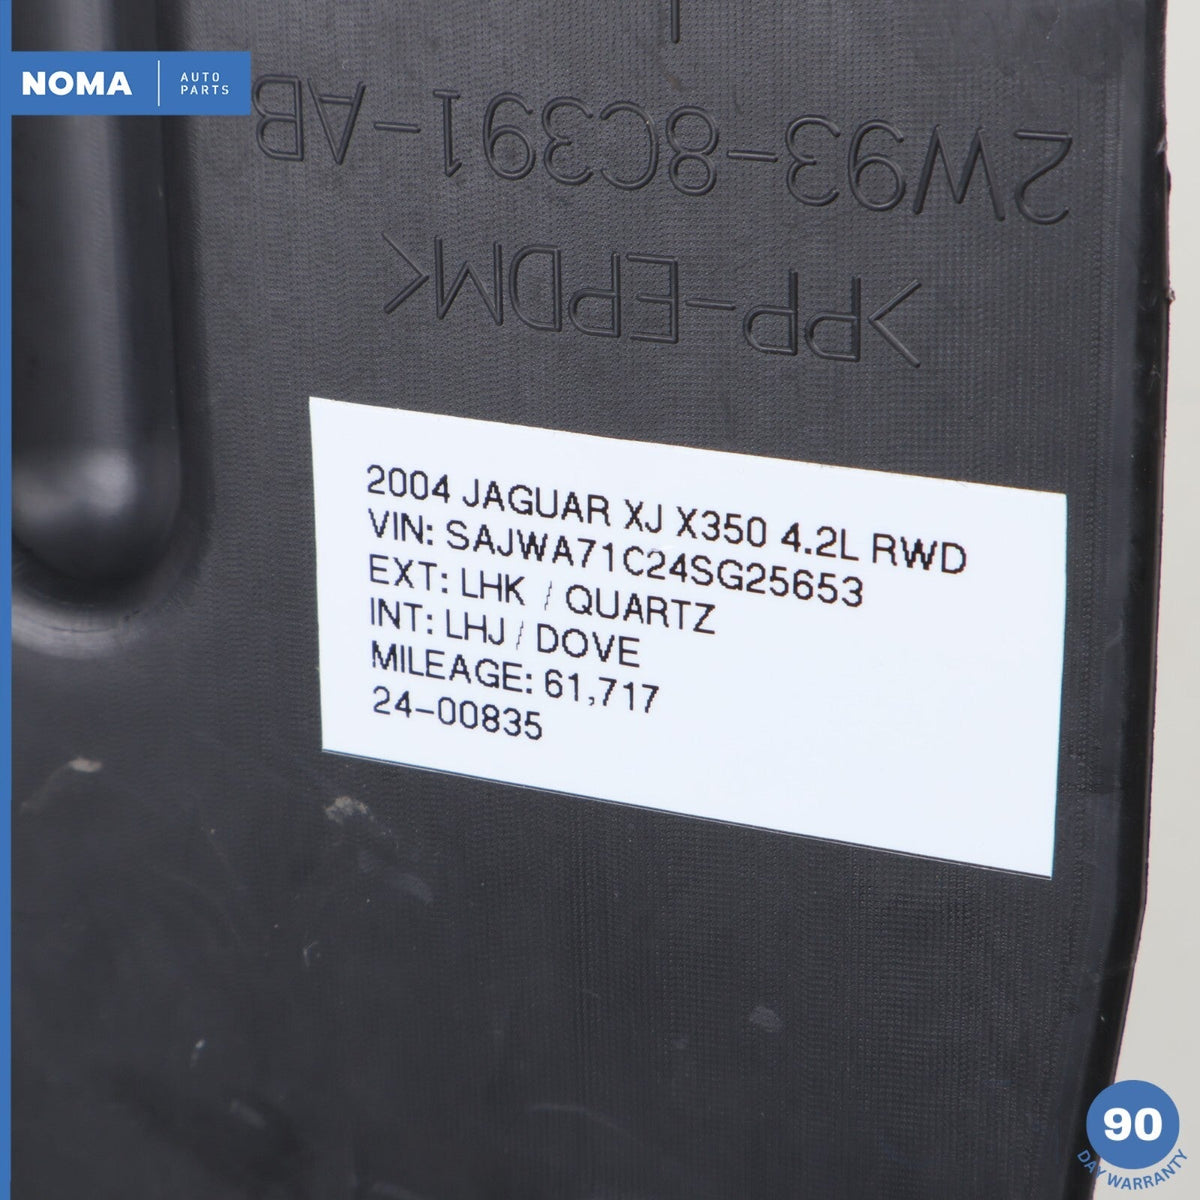 NOMA
AUTO
PARTS
2W93-8C391-AB
>PP-EPDM<
2004 JAGUAR XJ X350 4.2L RWD
VIN: SAJWA71C24SG25653
EXT: LHK / QUARTZ
INT: LHJ / DOVE
MILEAGE: 61,717
24-00835
90
DAY WARRANTY